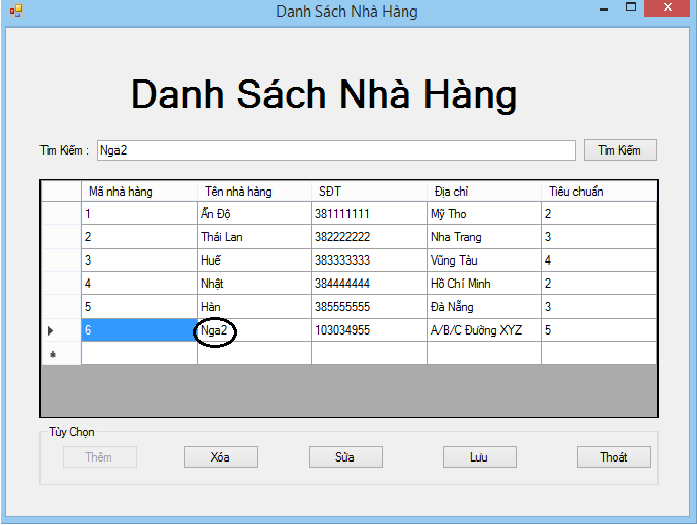 Danh Sách Nhà Hàng
Danh Sách Nhà Hàng
Tìm Kiếm : Nga2 Tìm Kiếm
Mã nhà hàng Tên nhà hàng SĐT Địa chỉ Tiêu chuẩn
1 Ấn Độ 381111111 Mỹ Tho 2
2 Thái Lan 382222222 Nha Trang 3
3 Huế 383333333 Vũng Tàu 4
4 Nhật 384444444 Hồ Chí Minh 2
5 Hàn 385555555 Đà Nẵng 3
6 Nga2 103034955 A/B/C Đường XYZ 5
Tùy Chọn
Thêm Xóa Sửa Lưu Thoát